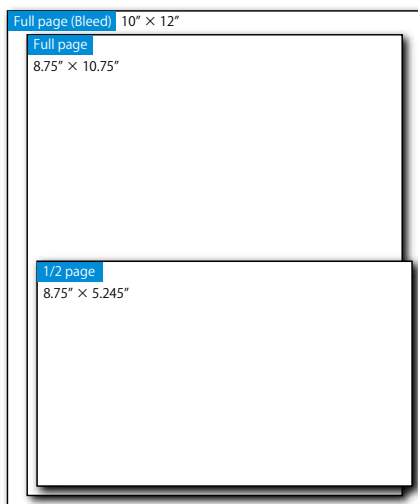 Full page (Bleed) 10” × 12”
Full page
8.75” × 10.75”
1/2 page
8.75” × 5.245”